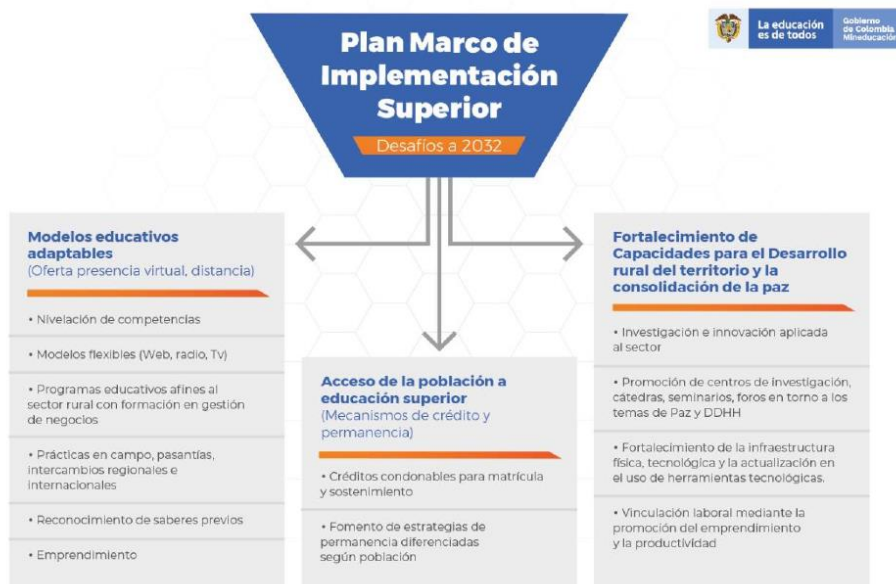 Plan Marco de
Implementación
Superior
Desafíos a 2032
La educación
es de todos
Gobierno
de Colombia
Mineducación
Modelos educativos
adaptables
(Oferta presencia virtual, distancia)
• Nivelación de competencias
• Modelos flexibles (Web, radio, Tv)
• Programas educativos afines al
sector rural con formación en gestión
de negocios
• Prácticas en campo, pasantías,
intercambios regionales e
internacionales
• Reconocimiento de saberes previos
• Emprendimiento
Acceso de la población a
educación superior
(Mecanismos de crédito y
permanencia)
• Créditos condonables para matrícula
y sostenimiento
• Fomento de estrategias de
permanencia diferenciadas
según población
Fortalecimiento de
Capacidades para el Desarrollo
rural del territorio y la
consolidación de la paz
• Investigación e innovación aplicada
al sector
• Promoción de centros de investigación,
cátedras, seminarios, foros en torno a los
temas de Paz y DDHH
• Fortalecimiento de la infraestructura
física, tecnológica y la actualización en
el uso de herramientas tecnológicas.
• Vinculación laboral mediante la
promoción del emprendimiento
y la productividad